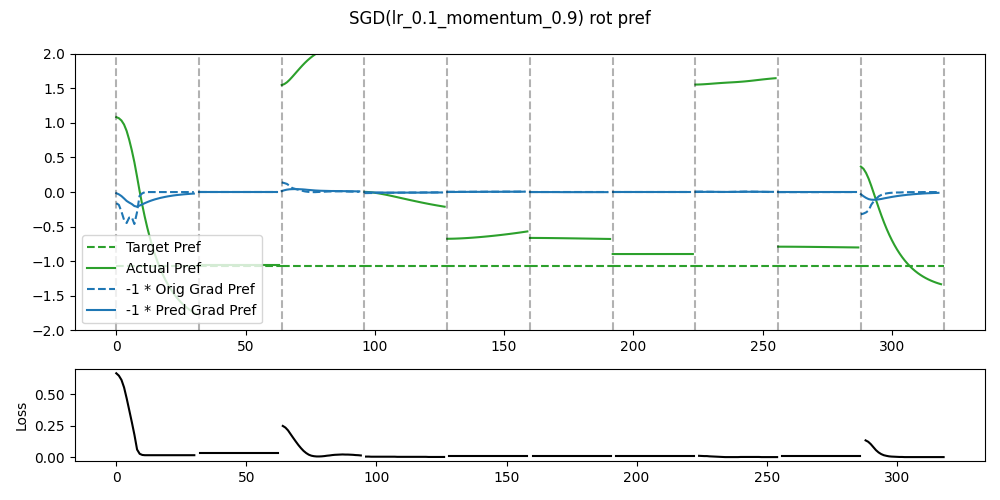 SGD(lr_0.1_momentum_0.9) rot pref
2.0
1.5
1.0
0.5
0.0
−0.5
−1.0
−1.5
−2.0
Target Pref
Actual Pref
-1 * Orig Grad Pref
-1 * Pred Grad Pref
0 50 100 150 200 250 300
Loss
0.50
0.25
0.00
0 50 100 150 200 250 300